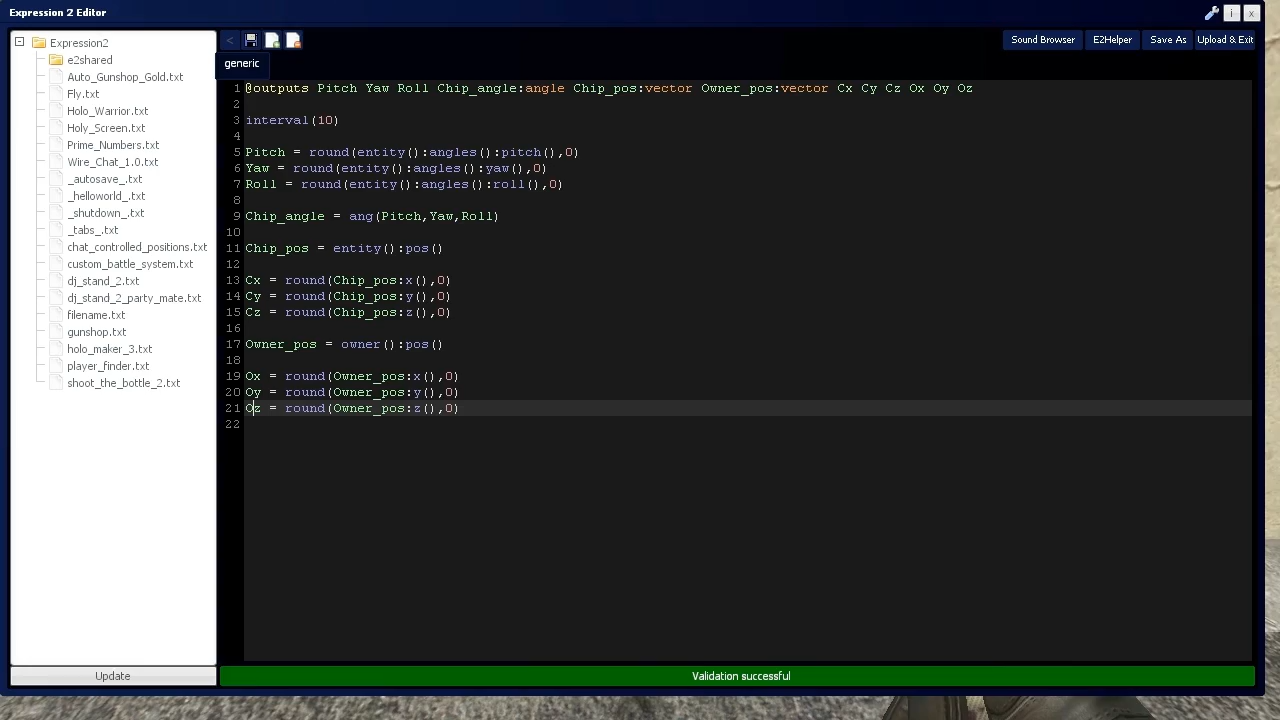 Expression 2 Editor
i
x
Expression2
e2shared
Auto_Gunshop_Gold.txt
Fly.txt
Holo_Warrior.txt
Holy_Screen.txt
Prime_Numbers.txt
Wire_Chat_1.0.txt
_autosave_.txt
_helloworld_.txt
_shutdown_.txt
_tabs_.txt
chat_controlled_positions.txt
custom_battle_system.txt
dj_stand_2.txt
dj_stand_2_party_mate.txt
filename.txt
gunshop.txt
holo_maker_3.txt
player_finder.txt
shoot_the_bottle_2.txt
Update
<
Sound Browser
E2Helper
Save As
Upload & Exit
generic
1 @outputs Pitch Yaw Roll Chip_angle:angle Chip_pos:vector Owner_pos:vector Cx Cy Cz Ox Oy Oz
2
3 interval(10)
4
5 Pitch = round(entity():angles():pitch(),0)
6 Yaw = round(entity():angles():yaw(),0)
7 Roll = round(entity():angles():roll(),0)
8
9 Chip_angle = ang(Pitch,Yaw,Roll)
10
11 Chip_pos = entity():pos()
12
13 Cx = round(Chip_pos:x(),0)
14 Cy = round(Chip_pos:y(),0)
15 Cz = round(Chip_pos:z(),0)
16
17 Owner_pos = owner():pos()
18
19 Ox = round(Owner_pos:x(),0)
20 Oy = round(Owner_pos:y(),0)
21 Oz = round(Owner_pos:z(),0)
22
Validation successful